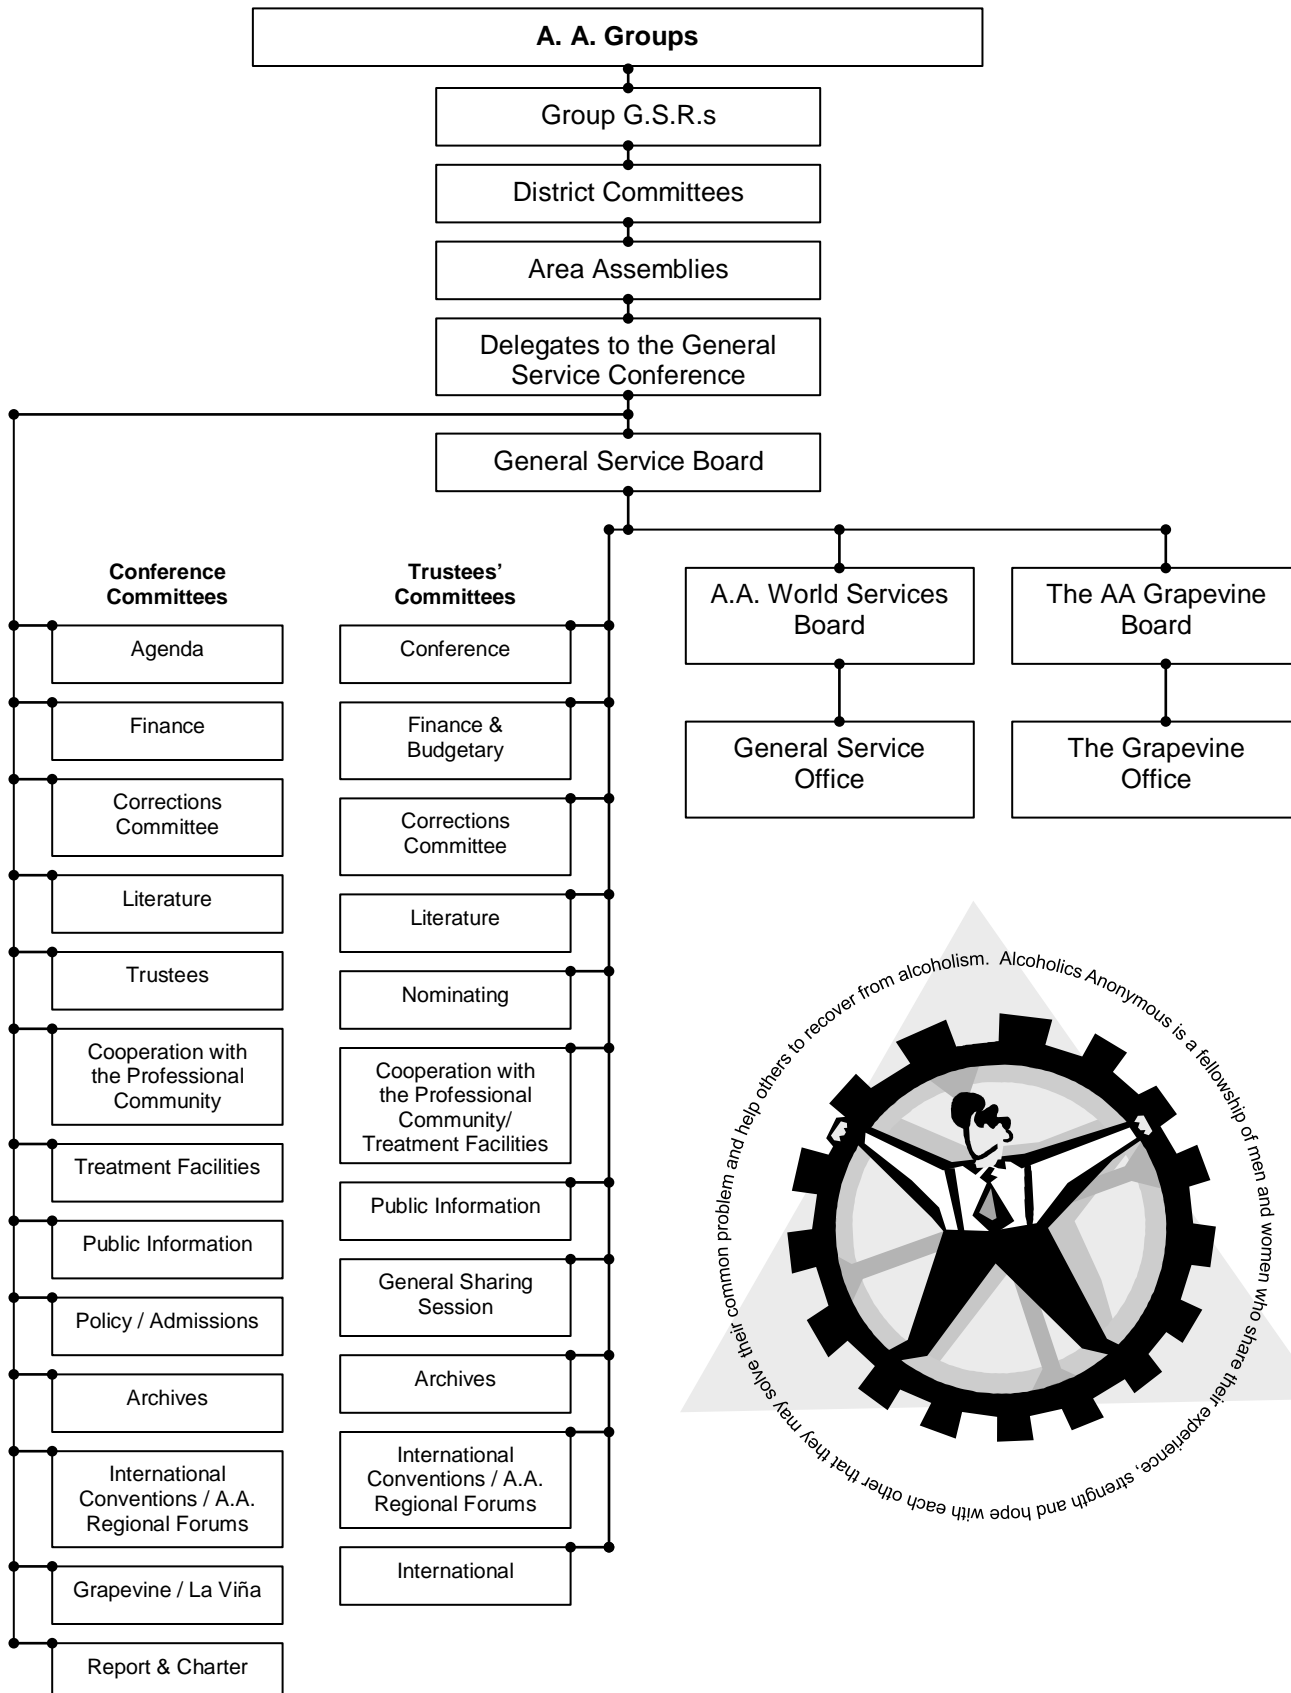 A. A. Groups
Group G.S.R.s
District Committees
Area Assemblies
Delegates to the General
Service Conference
General Service Board
Conference
Committees
Agenda
Finance
Corrections
Committee
Literature
Trustees
Cooperation with
the Professional
Community
Treatment Facilities
Public Information
Policy / Admissions
Archives
International
Conventions / A.A.
Regional Forums
Grapevine / La Viña
Report & Charter
Trustees’
Committees
Conference
Finance &
Budgetary
Corrections
Committee
Literature
Nominating
Cooperation with
the Professional
Community/
Treatment Facilities
Public Information
General Sharing
Session
Archives
International
Conventions / A.A.
Regional Forums
International
A.A. World Services
Board
General Service
Office
The AA Grapevine
Board
The Grapevine
Office
Alcoholics Anonymous is a fellowship of men and women who share their experience, strength and hope with each other that they may solve their common problem and help others to recover from alcoholism.